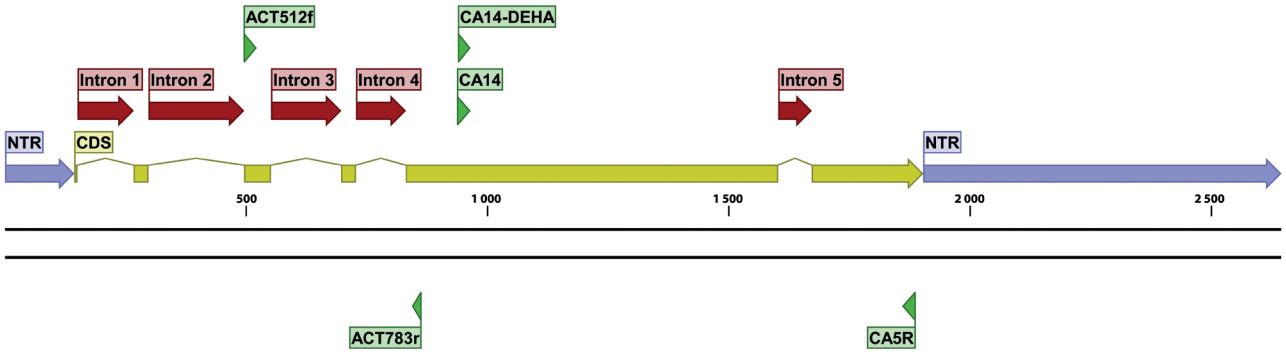 ACT512f CA14-DEHA
Intron 1 Intron 2 Intron 3 Intron 4 CA14 Intron 5
NTR CDS NTR
500 1 000 1 500 2 000 2 500
ACT783r CA5R